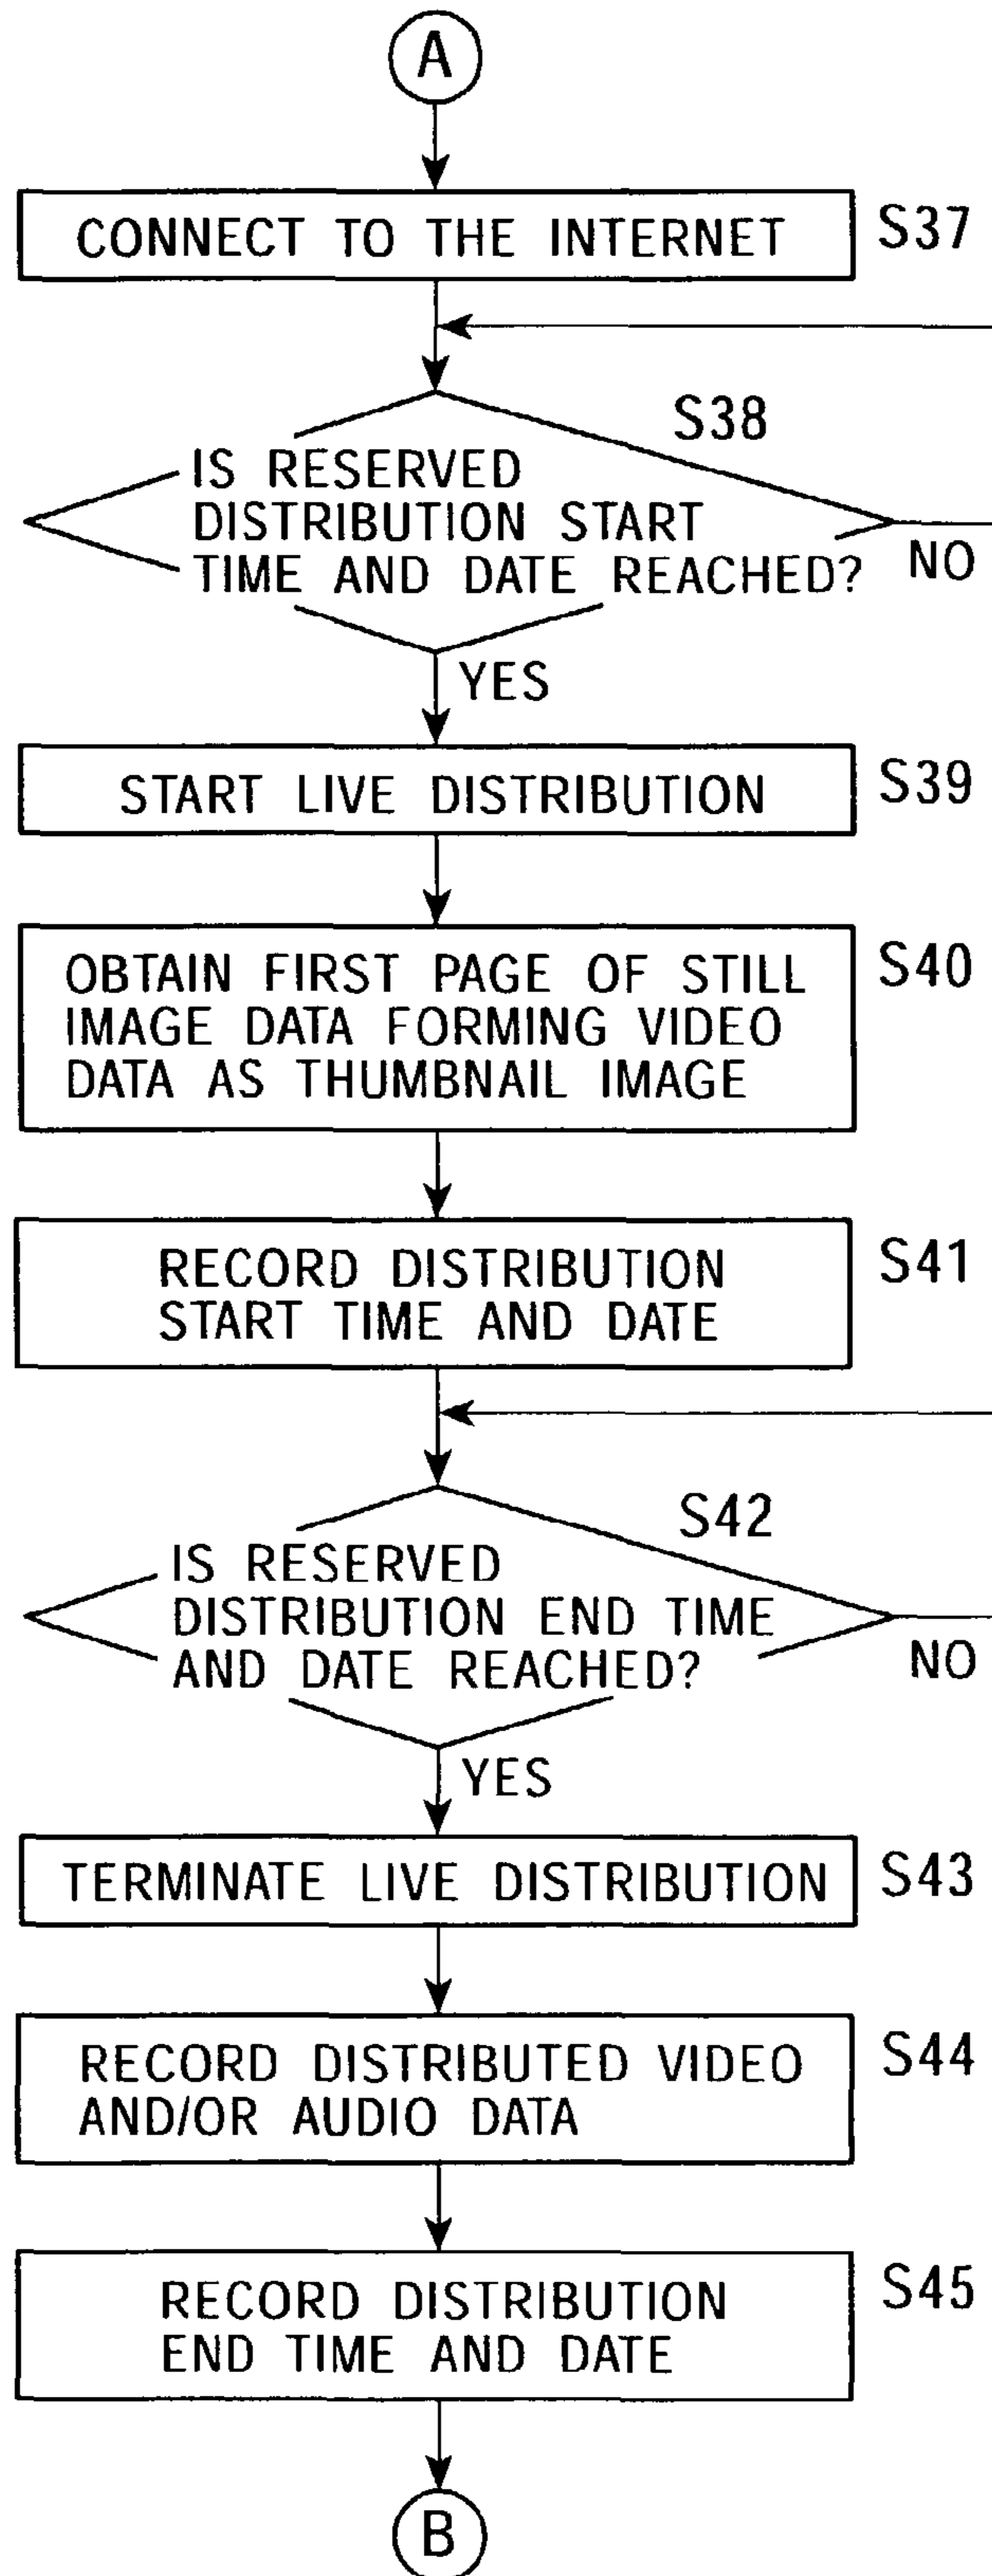 A
CONNECT TO THE INTERNET
S37
S38
IS RESERVED
DISTRIBUTION START
TIME AND DATE REACHED?
NO
YES
START LIVE DISTRIBUTION
S39
OBTAIN FIRST PAGE OF STILL
IMAGE DATA FORMING VIDEO
DATA AS THUMBNAIL IMAGE
S40
RECORD DISTRIBUTION
START TIME AND DATE
S41
S42
IS RESERVED
DISTRIBUTION END TIME
AND DATE REACHED?
NO
YES
TERMINATE LIVE DISTRIBUTION
S43
RECORD DISTRIBUTED VIDEO
AND/OR AUDIO DATA
S44
RECORD DISTRIBUTION
END TIME AND DATE
S45
B